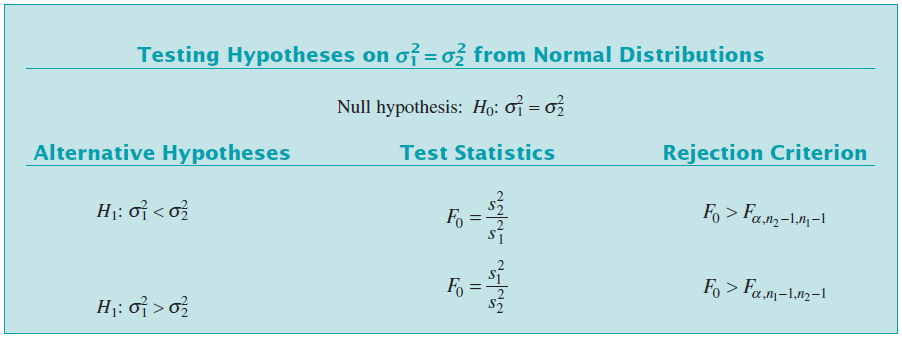 Testing Hypotheses on σ₁² = σ₂² from Normal Distributions
Null hypothesis: H₀: σ₁² = σ₂²
Alternative Hypotheses Test Statistics Rejection Criterion
H₁: σ₁² < σ₂² F₀ = s₂²/s₁² F₀ > F_{α,n₂−1,n₁−1}
H₁: σ₁² > σ₂² F₀ = s₁²/s₂² F₀ > F_{α,n₁−1,n₂−1}